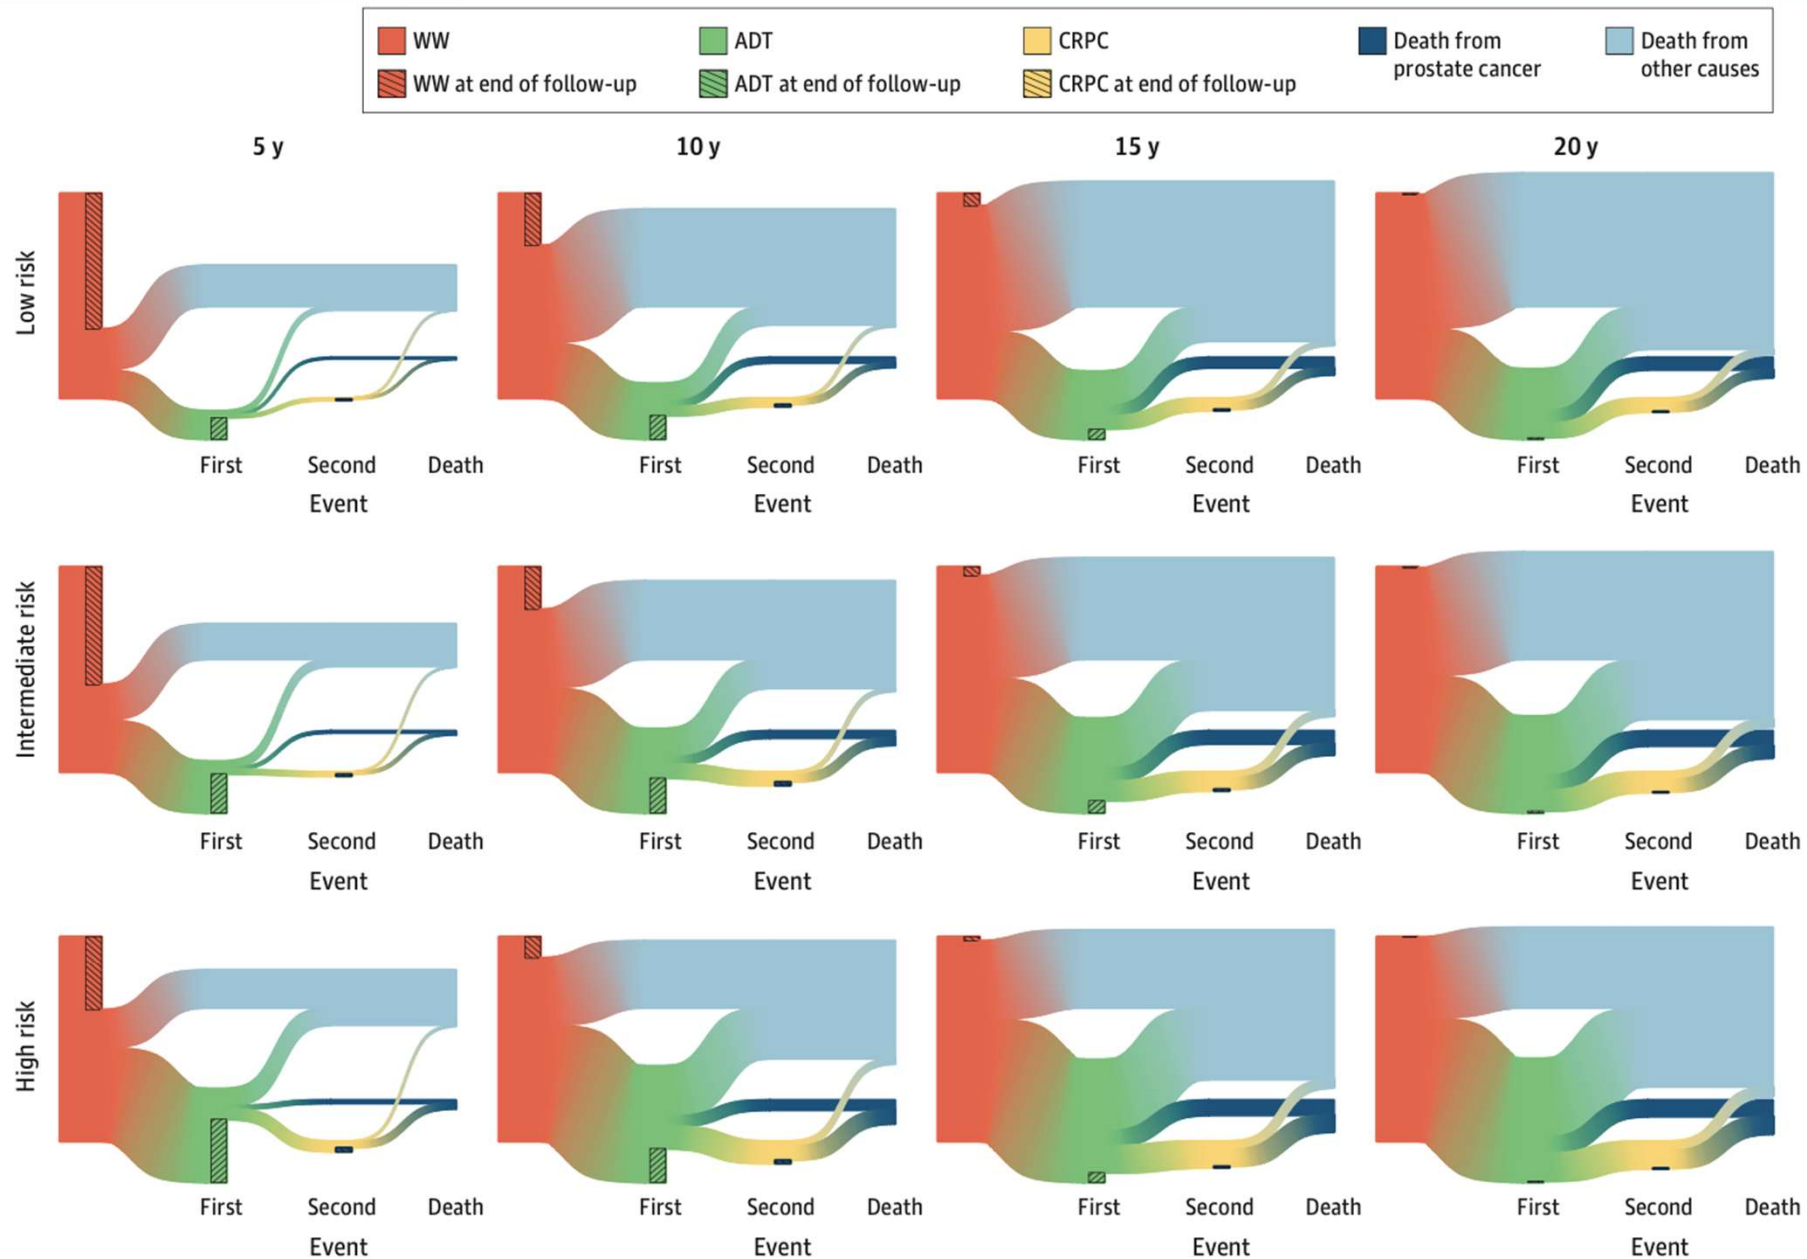 WW
ADT
CRPC
Death from
prostate cancer
Death from
other causes
WW at end of follow-up
ADT at end of follow-up
CRPC at end of follow-up
5 y
10 y
15 y
20 y
Low risk
First Second Death
Event
First Second Death
Event
First Second Death
Event
First Second Death
Event
Intermediate risk
First Second Death
Event
First Second Death
Event
First Second Death
Event
First Second Death
Event
High risk
First Second Death
Event
First Second Death
Event
First Second Death
Event
First Second Death
Event